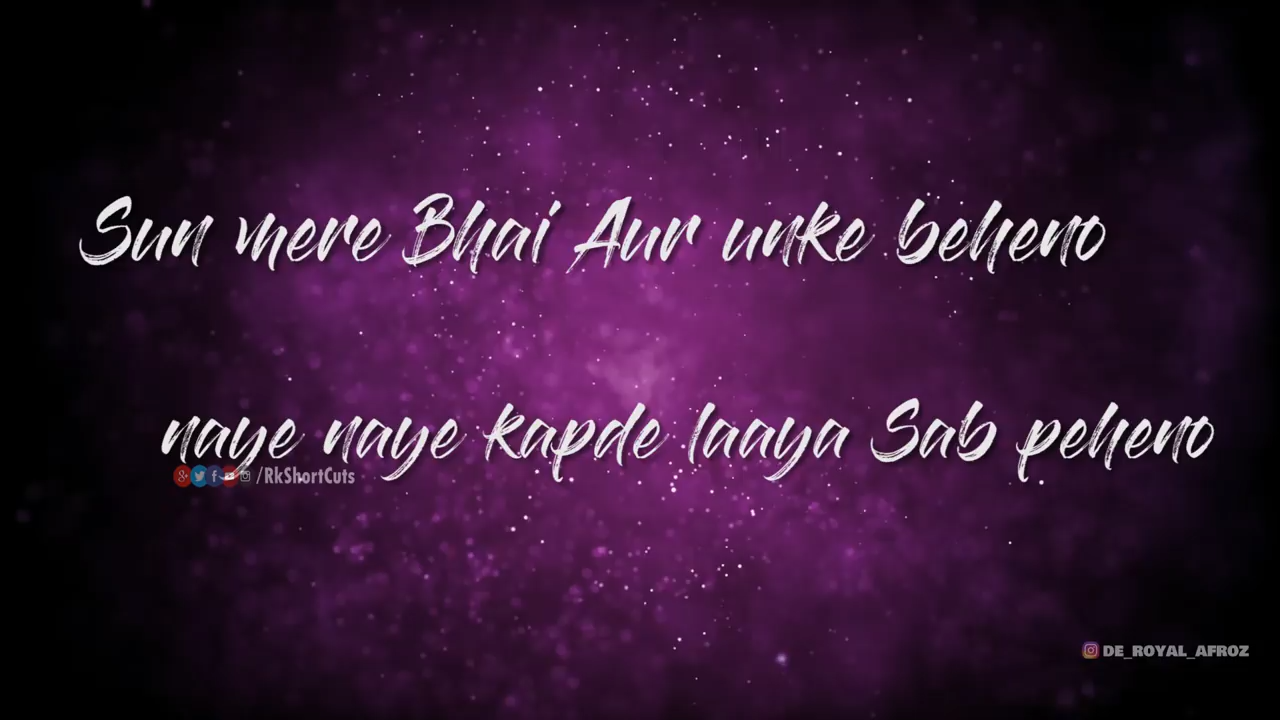 Sun mere Bhai Aur unke beheno
naye naye kapde laaya Sab peheno
/RkShortCuts
DE_ROYAL_AFROZ